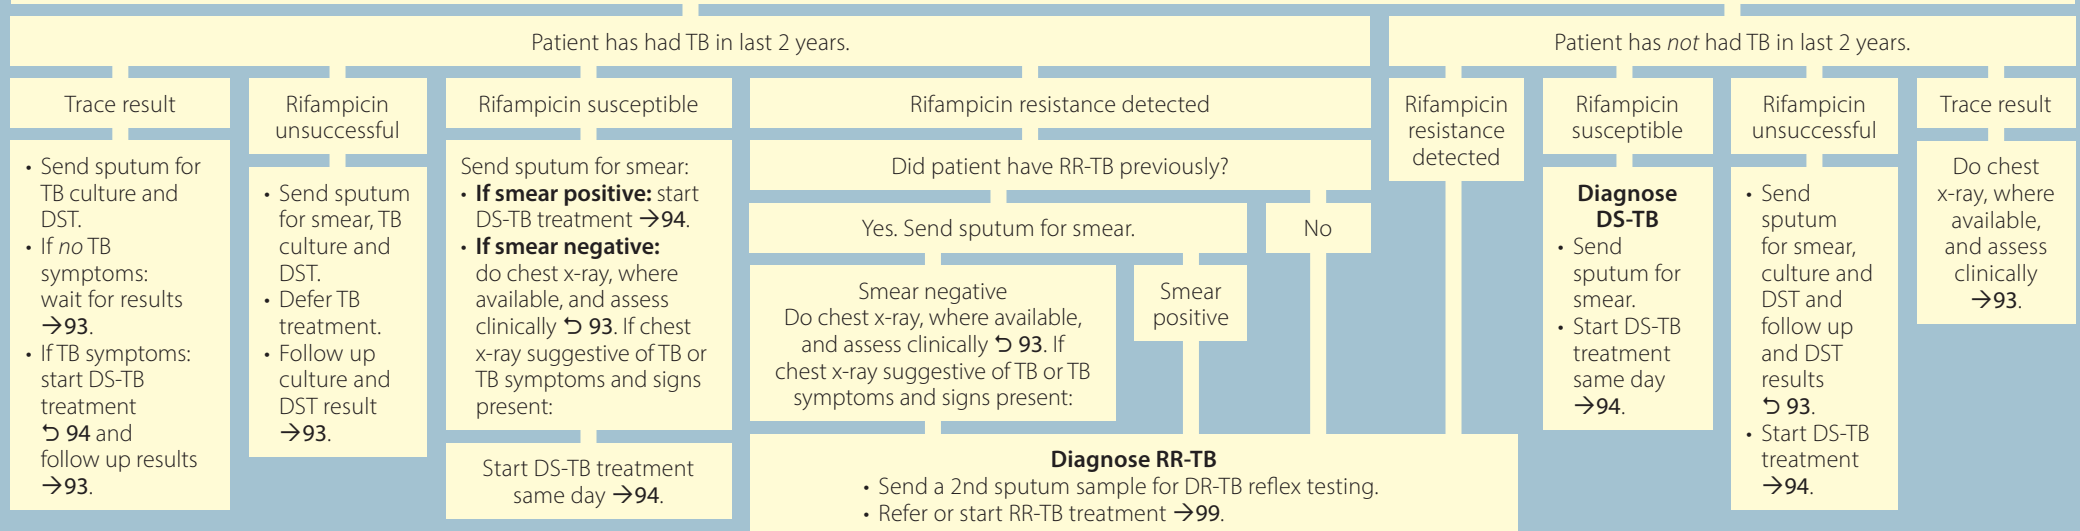 Patient has had TB in last 2 years.
Patient has not had TB in last 2 years.
Trace result
• Send sputum for
TB culture and
DST.
• If no TB
symptoms:
wait for results
→93.
• If TB symptoms:
start DS-TB
treatment
⮌ 94 and
follow up results
→93.
Rifampicin
unsuccessful
• Send sputum
for smear, TB
culture and
DST.
• Defer TB
treatment.
• Follow up
culture and
DST result
→93.
Rifampicin susceptible
Send sputum for smear:
• If smear positive: start
DS-TB treatment →94.
• If smear negative:
do chest x-ray, where
available, and assess
clinically ⮌ 93. If chest
x-ray suggestive of TB or
TB symptoms and signs
present:
Start DS-TB treatment
same day →94.
Rifampicin resistance detected
Did patient have RR-TB previously?
Yes. Send sputum for smear.
No
Smear negative
Do chest x-ray, where available,
and assess clinically ⮌ 93. If
chest x-ray suggestive of TB or TB
symptoms and signs present:
Smear
positive
Rifampicin
resistance
detected
Diagnose RR-TB
• Send a 2nd sputum sample for DR-TB reflex testing.
• Refer or start RR-TB treatment →99.
Rifampicin
susceptible
Diagnose
DS-TB
• Send
sputum for
smear.
• Start DS-TB
treatment
same day
→94.
Rifampicin
unsuccessful
• Send
sputum
for smear,
culture and
DST and
follow up
and DST
results
⮌ 93.
• Start DS-TB
treatment
→94.
Trace result
Do chest
x-ray, where
available,
and assess
clinically
→93.